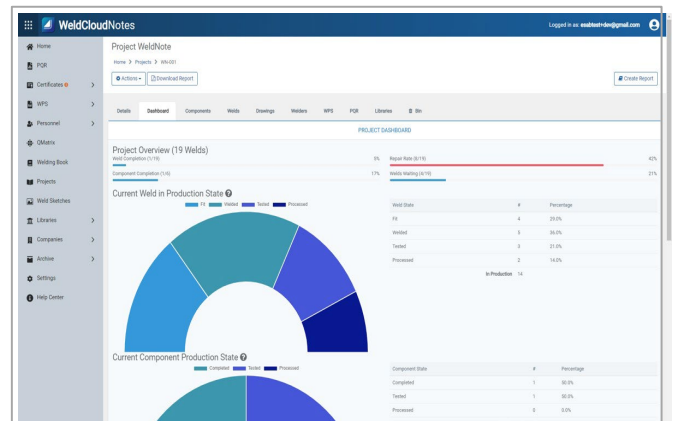 WeldCloudNotes
Logged in as: esabtest+dev@gmail.com
Home
PQR
Certificates
WPS
Personnel
QMatrix
Welding Book
Projects
Weld Sketches
Libraries
Companies
Archive
Settings
Help Center
Project WeldNote
Home > Projects > WN-001
Actions
Download Report
Create Report
Details Dashboard Components Welds Drawings Welders WPS PQR Libraries Bin
PROJECT DASHBOARD
Project Overview (19 Welds)
Weld Completion (1/19) 5% Repair Rate (8/19) 42%
Component Completion (1/6) 17% Welds Waiting (4/19) 21%
Current Weld in Production State
Fit Welded Tested Processed
Weld State # Percentage
Fit 4 29.0%
Welded 5 36.0%
Tested 3 21.0%
Processed 2 14.0%
In Production 14
Current Component Production State
Completed Tested Processed
Component State # Percentage
Completed 1 50.0%
Tested 1 50.0%
Processed 0 0.0%